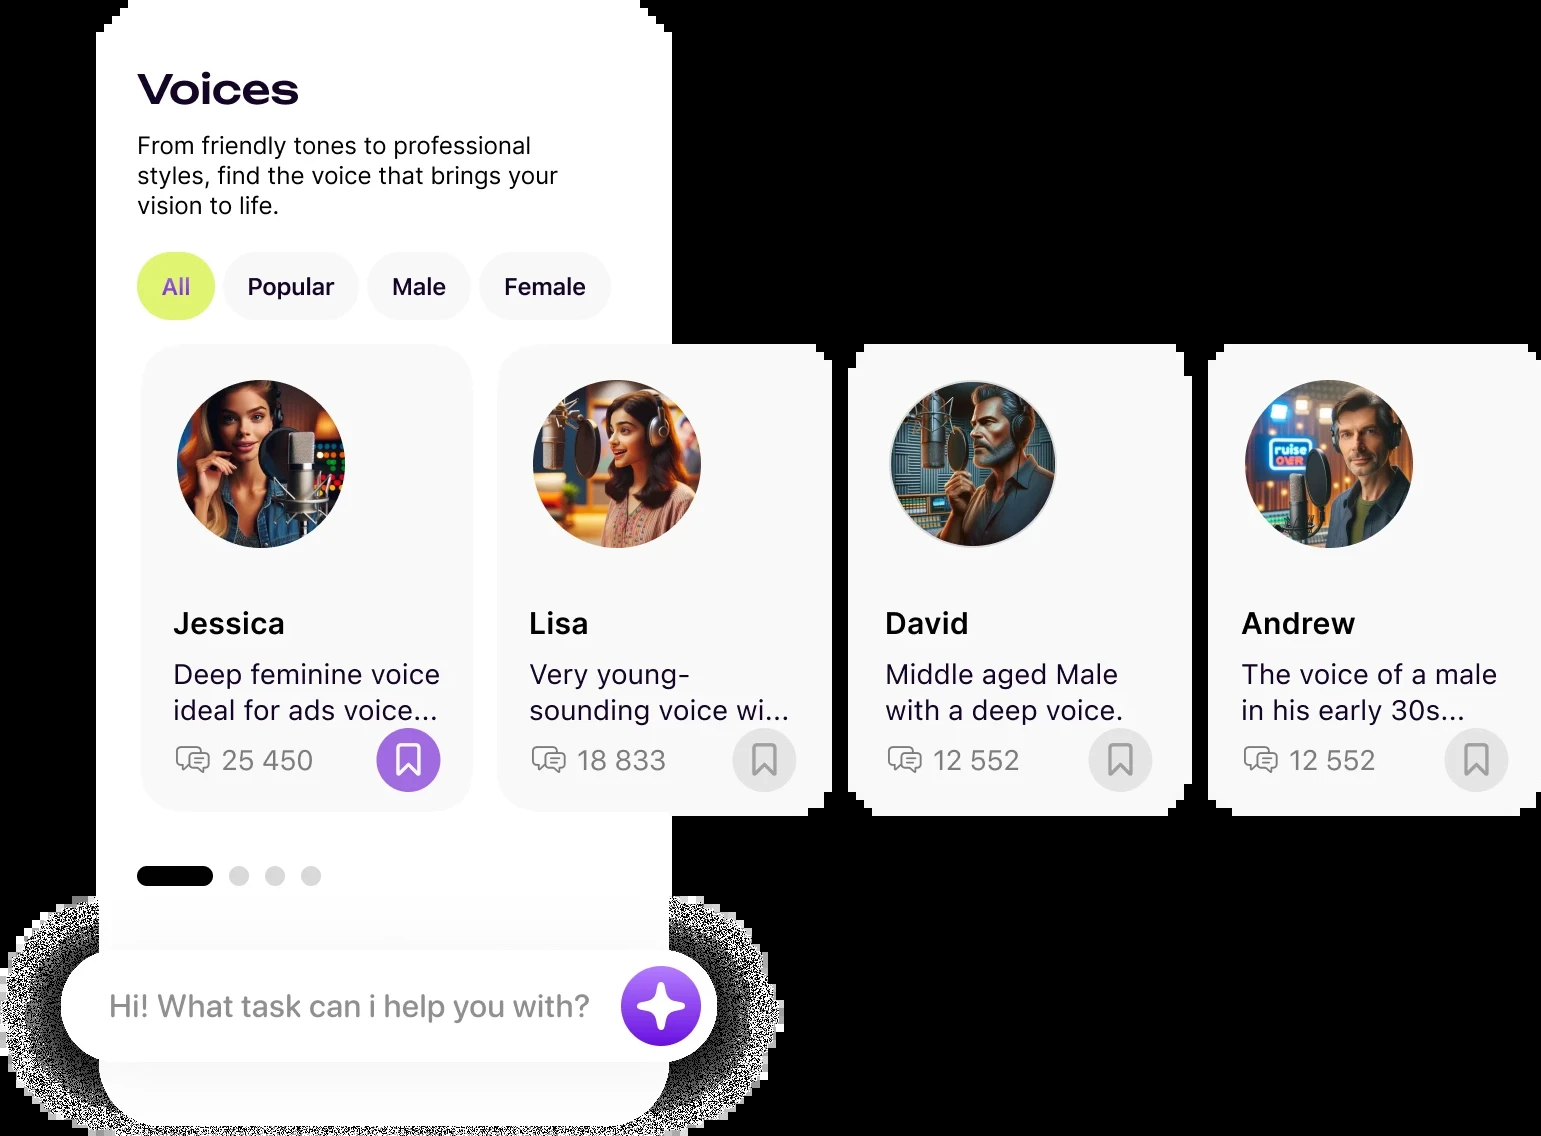 Voices
From friendly tones to professional
styles, find the voice that brings your
vision to life.
All
Popular
Male
Female
ruise
OVER
Jessica
Deep feminine voice
ideal for ads voice...
25 450
Lisa
Very young-
sounding voice wi...
18 833
David
Middle aged Male
with a deep voice.
12 552
Andrew
The voice of a male
in his early 30s...
12 552
Hi! What task can i help you with?